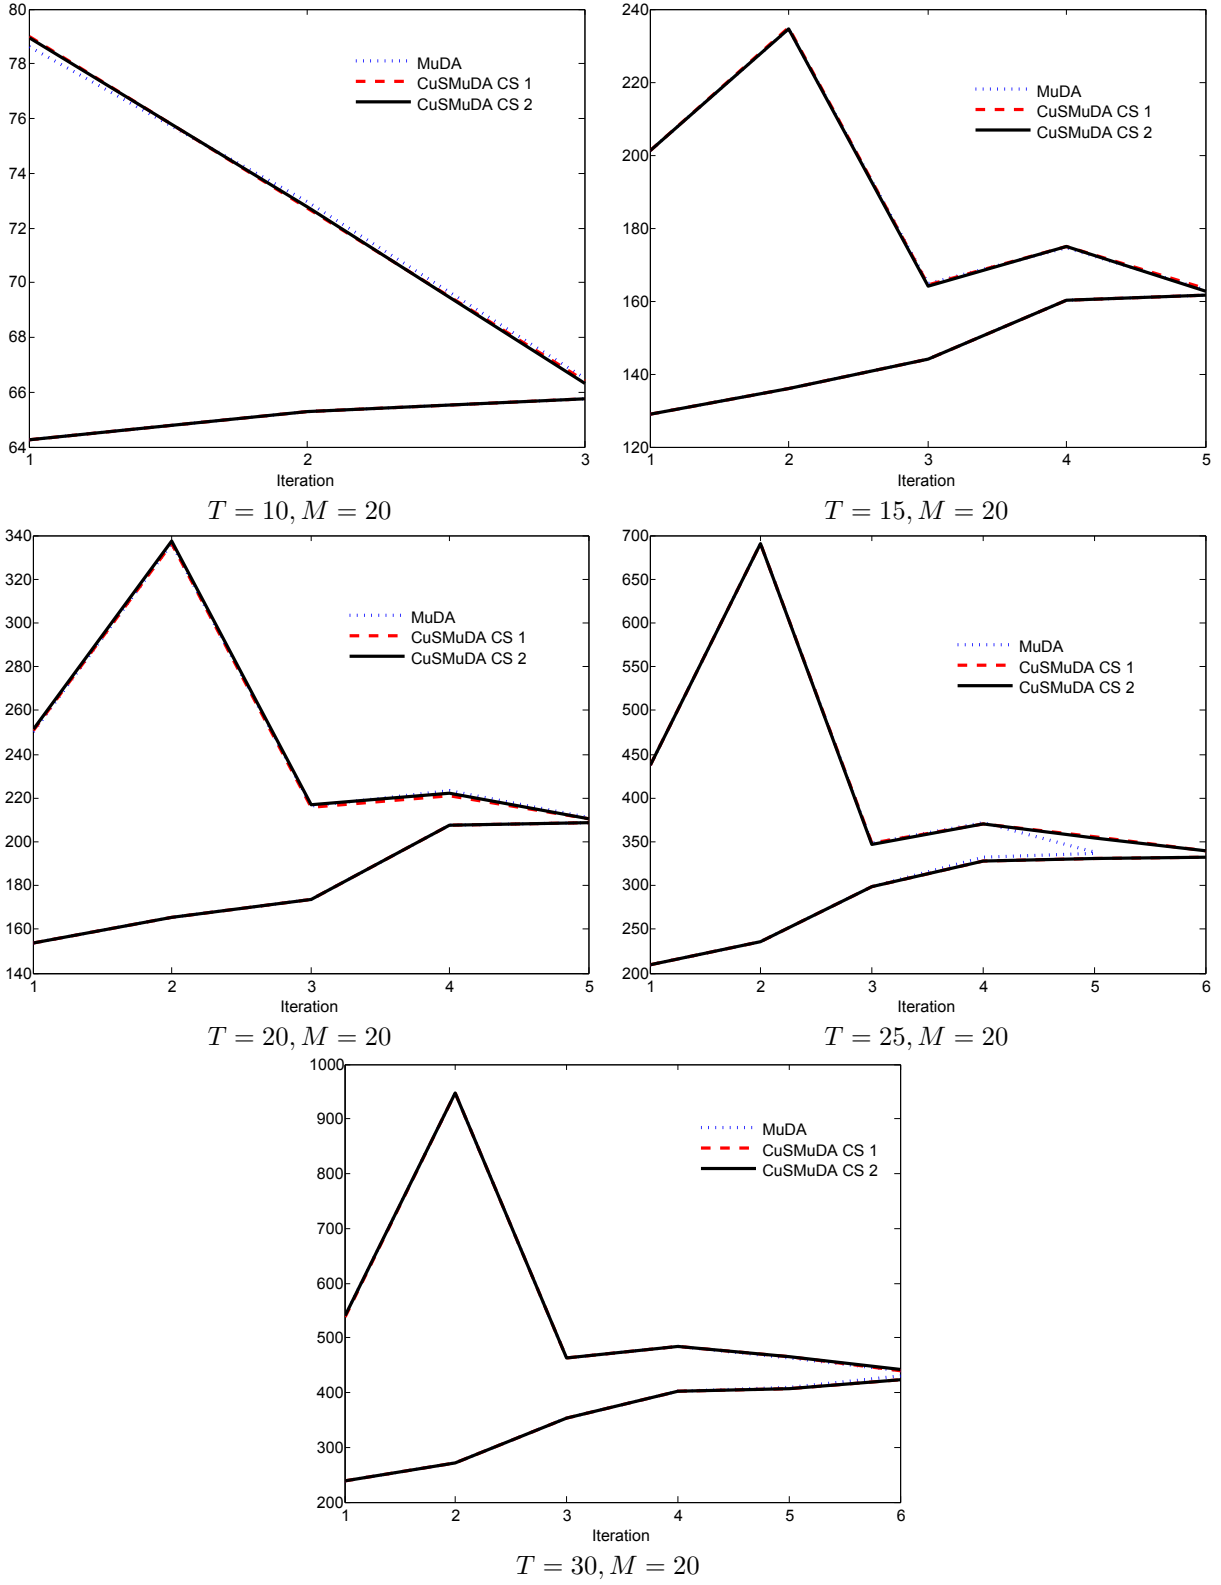 80
78
76
74
72
70
68
66
64
1 2 3
Iteration
MuDA
CuSMuDA CS 1
CuSMuDA CS 2
T = 10, M = 20
240
220
200
180
160
140
120
1 2 3 4 5
Iteration
MuDA
CuSMuDA CS 1
CuSMuDA CS 2
T = 15, M = 20
340
320
300
280
260
240
220
200
180
160
140
1 2 3 4 5
Iteration
MuDA
CuSMuDA CS 1
CuSMuDA CS 2
T = 20, M = 20
700
650
600
550
500
450
400
350
300
250
200
1 2 3 4 5 6
Iteration
MuDA
CuSMuDA CS 1
CuSMuDA CS 2
T = 25, M = 20
1000
900
800
700
600
500
400
300
200
1 2 3 4 5 6
Iteration
MuDA
CuSMuDA CS 1
CuSMuDA CS 2
T = 30, M = 20